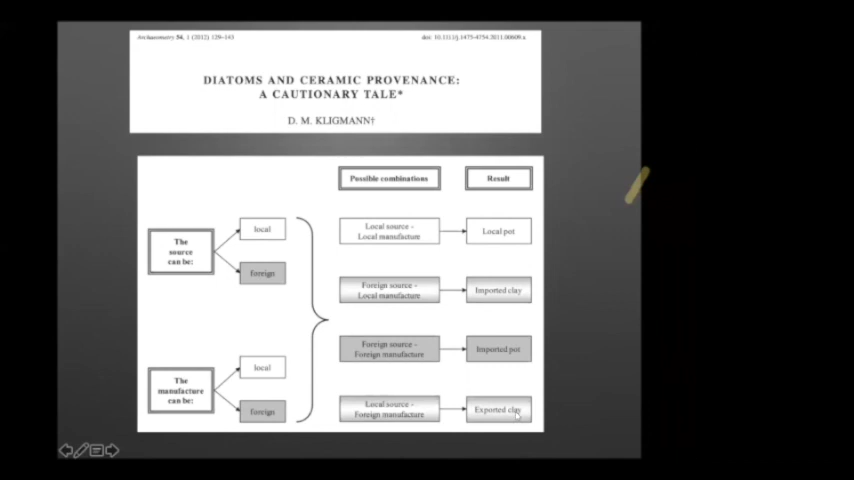 Archaeometry 54, 1 (2012) 129–143
doi: 10.1111/j.1475-4754.2011.00609.x
DIATOMS AND CERAMIC PROVENANCE:
A CAUTIONARY TALE*
D. M. KLIGMANN†
Possible combinations
Result
The
source
can be:
local
foreign
Local source -
Local manufacture
Local pot
Foreign source -
Local manufacture
Imported clay
Foreign source -
Foreign manufacture
Imported pot
The
manufacture
can be:
local
foreign
Local source -
Foreign manufacture
Exported clay